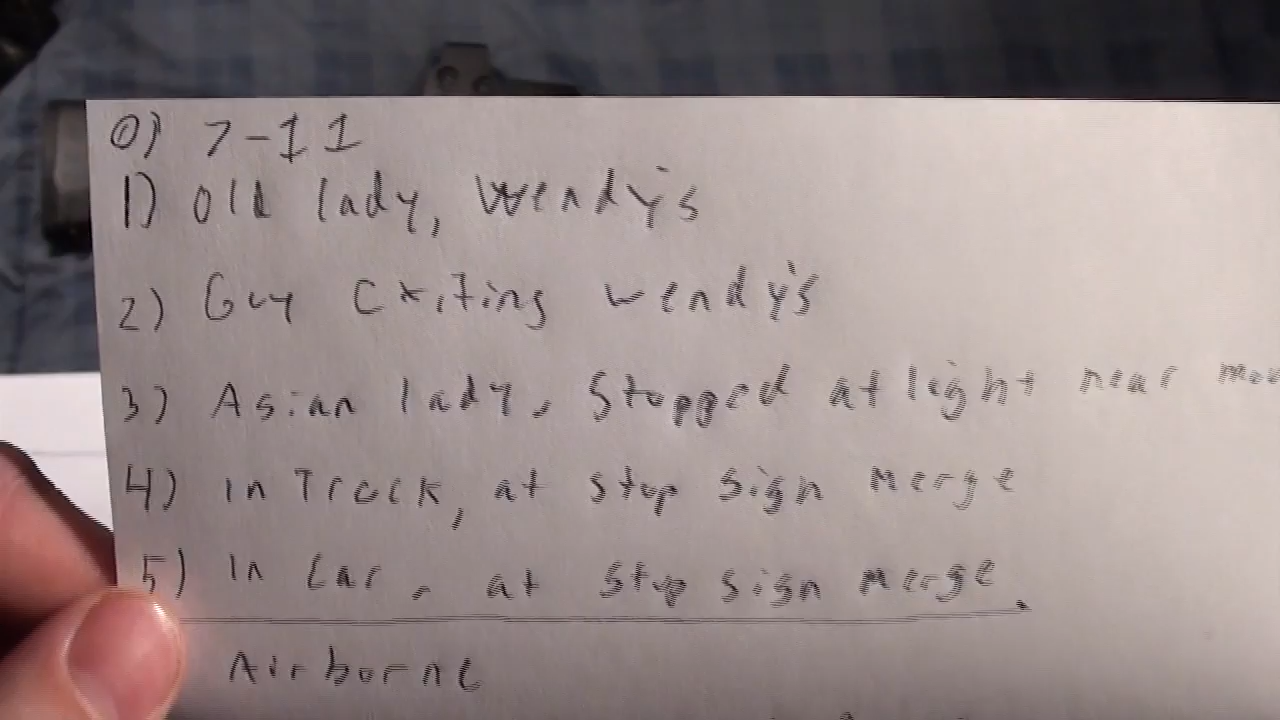 0) 7-11
1) Old lady, Wendy's
2) Guy Exiting Wendy's
3) Asian lady, Stopped at light near
4) in Truck, at stop sign merge
5) in Car, at stop sign merge
Airborne